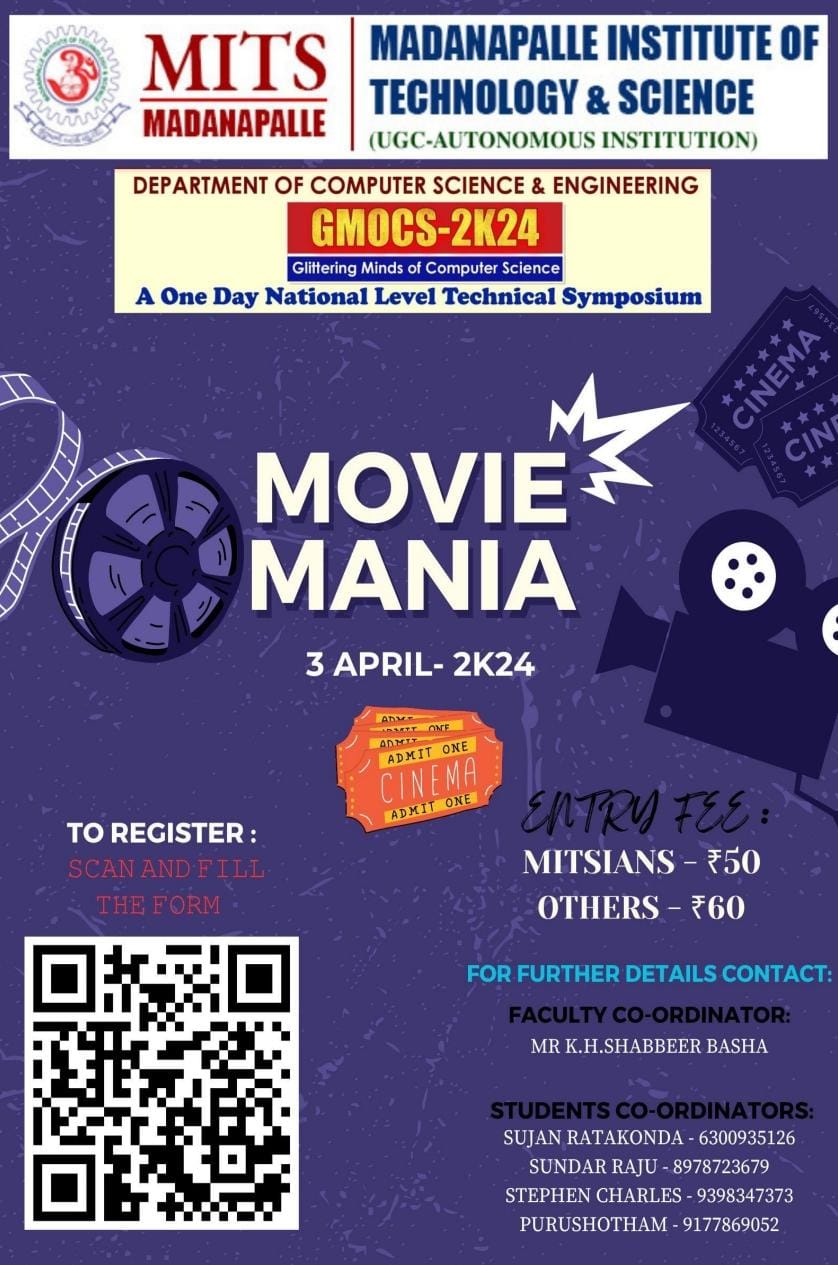 MITS
MADANAPALLE
MADANAPALLE INSTITUTE OF
TECHNOLOGY & SCIENCE
(UGC-AUTONOMOUS INSTITUTION)
DEPARTMENT OF COMPUTER SCIENCE & ENGINEERING
GMOCS-2K24
Glittering Minds of Computer Science
A One Day National Level Technical Symposium
CINEMA
1234567
1234567
MOVIE
MANIA
3 APRIL- 2K24
ADMIT ONE
CINEMA
ADMIT ONE
TO REGISTER :
SCAN AND FILL
THE FORM
ENTRY FEE :
MITSIANS - ₹50
OTHERS - ₹60
FOR FURTHER DETAILS CONTACT:
FACULTY CO-ORDINATOR:
MR K.H.SHABBEER BASHA
STUDENTS CO-ORDINATORS:
SUJAN RATAKONDA - 6300935126
SUNDAR RAJU - 8978723679
STEPHEN CHARLES - 9398347373
PURUSHOTHAM - 9177869052